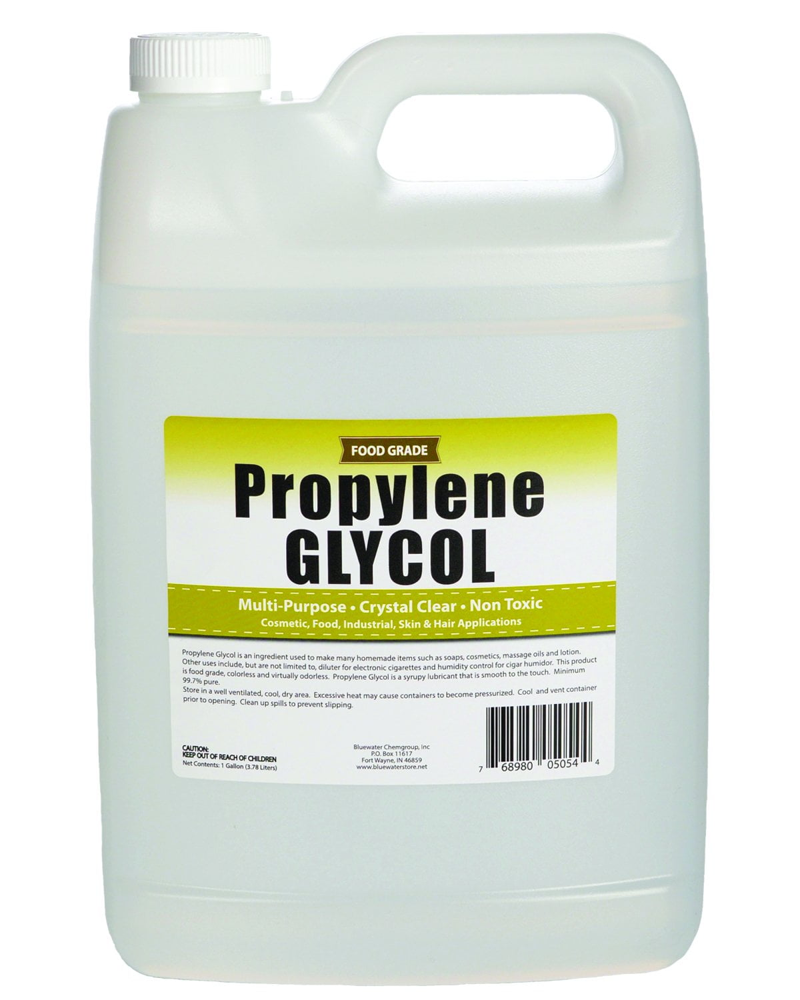 FOOD GRADE
Propylene
GLYCOL
Multi-Purpose • Crystal Clear • Non Toxic
Cosmetic, Food, Industrial, Skin & Hair Applications
Propylene Glycol is an ingredient used to make many homemade items such as soaps, cosmetics, massage oils and lotion.
Other uses include, but are not limited to, diluter for electronic cigarettes and humidity control for cigar humidor. This product
is food grade, colorless and virtually odorless. Propylene Glycol is a syrupy lubricant that is smooth to the touch. Minimum
99.7% pure.
Store in a well ventilated, cool, dry area. Excessive heat may cause containers to become pressurized. Cool and vent container
prior to opening. Clean up spills to prevent slipping.
CAUTION:
KEEP OUT OF REACH OF CHILDREN
Net Contents: 1 Gallon (3.78 Liters)
Bluewater Chemgroup, Inc
P.O. Box 11617
Fort Wayne, IN 46859
www.bluewaterstore.net
7 68980 05054 4